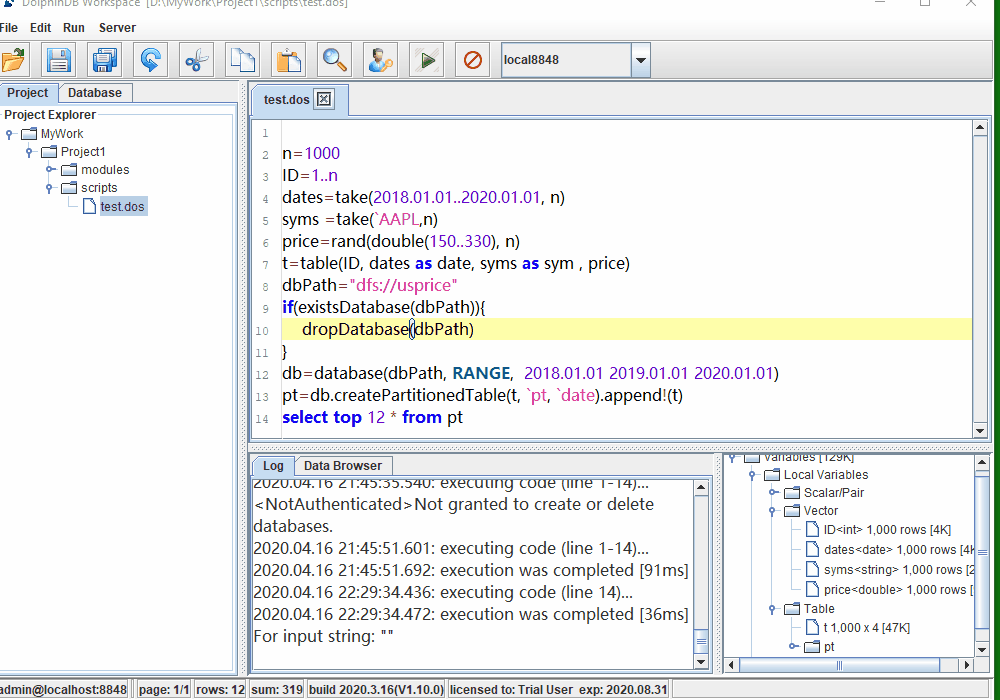 DolphinDB Workspace [D:\MyWork\Project1\scripts\test.dos]
File Edit Run Server
local8848
Project Database
test.dos
Project Explorer
MyWork
Project1
modules
scripts
test.dos
1
2 n=1000
3 ID=1..n
4 dates=take(2018.01.01..2020.01.01, n)
5 syms =take(`AAPL,n)
6 price=rand(double(150..330), n)
7 t=table(ID, dates as date, syms as sym , price)
8 dbPath="dfs://usprice"
9 if(existsDatabase(dbPath)){
10 dropDatabase(dbPath)
11 }
12 db=database(dbPath, RANGE, 2018.01.01 2019.01.01 2020.01.01)
13 pt=db.createPartitionedTable(t, `pt, `date).append!(t)
14 select top 12 * from pt
Log Data Browser
2020.04.16 21:45:35.540: executing code (line 1-14)...
<NotAuthenticated>Not granted to create or delete
databases.
2020.04.16 21:45:51.601: executing code (line 1-14)...
2020.04.16 21:45:51.692: execution was completed [91ms]
2020.04.16 22:29:34.436: executing code (line 14)...
2020.04.16 22:29:34.472: execution was completed [36ms]
For input string: ""
Variables [129K]
Local Variables
Scalar/Pair
Vector
ID<int> 1,000 rows [4K]
dates<date> 1,000 rows [4K
syms<string> 1,000 rows [2
price<double> 1,000 rows [
Table
t 1,000 x 4 [47K]
pt
admin@localhost:8848 page: 1/1 rows: 12 sum: 319 build 2020.3.16(V1.10.0) licensed to: Trial User exp: 2020.08.31